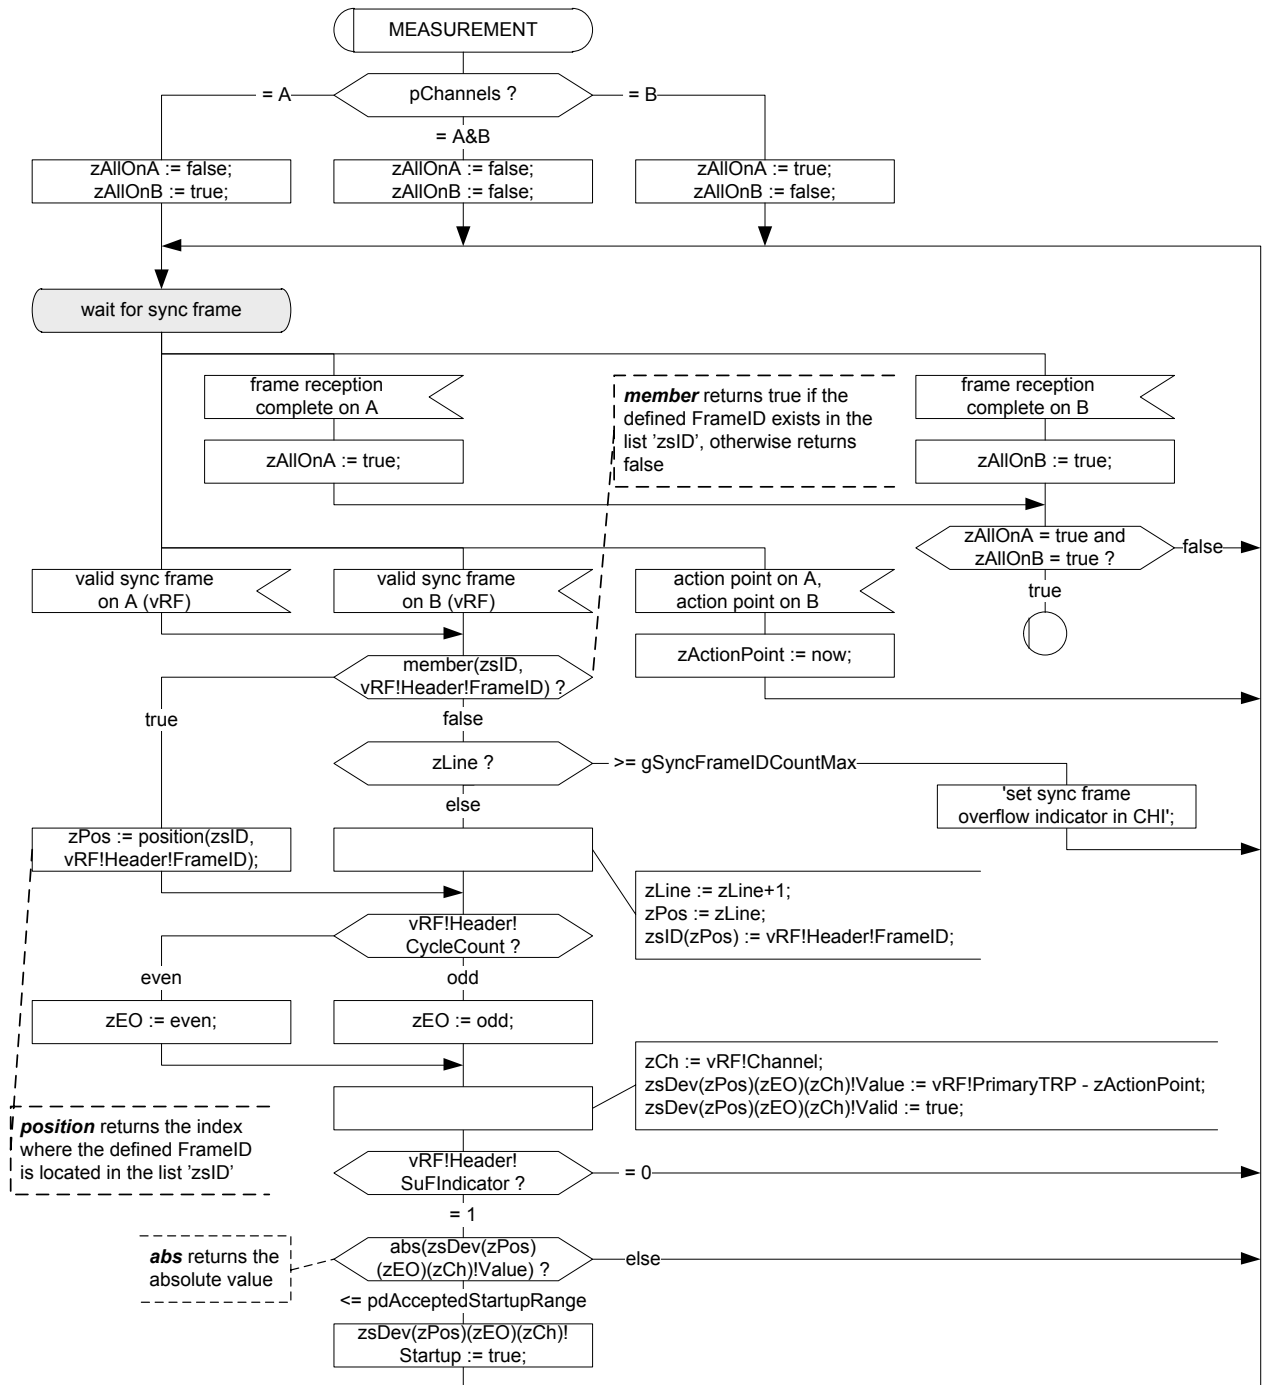 MEASUREMENT
pChannels ?
= A
= B
= A&B
zAllOnA := false;
zAllOnB := true;
zAllOnA := false;
zAllOnB := false;
zAllOnA := true;
zAllOnB := false;
wait for sync frame
frame reception
complete on A
member returns true if the
defined FrameID exists in the
list 'zsID', otherwise returns
false
frame reception
complete on B
zAllOnA := true;
zAllOnB := true;
zAllOnA = true and
zAllOnB = true ?
false
true
valid sync frame
on A (vRF)
valid sync frame
on B (vRF)
action point on A,
action point on B
zActionPoint := now;
member(zsID,
vRF!Header!FrameID) ?
true
false
zLine ?
>= gSyncFrameIDCountMax
else
'set sync frame
overflow indicator in CHI';
zPos := position(zsID,
vRF!Header!FrameID);
zLine := zLine+1;
zPos := zLine;
zsID(zPos) := vRF!Header!FrameID;
vRF!Header!
CycleCount ?
even
odd
zEO := even;
zEO := odd;
zCh := vRF!Channel;
zsDev(zPos)(zEO)(zCh)!Value := vRF!PrimaryTRP - zActionPoint;
zsDev(zPos)(zEO)(zCh)!Valid := true;
position returns the index
where the defined FrameID
is located in the list 'zsID'
vRF!Header!
SuFIndicator ?
= 0
= 1
abs returns the
absolute value
abs(zsDev(zPos)
(zEO)(zCh)!Value) ?
else
<= pdAcceptedStartupRange
zsDev(zPos)(zEO)(zCh)!
Startup := true;